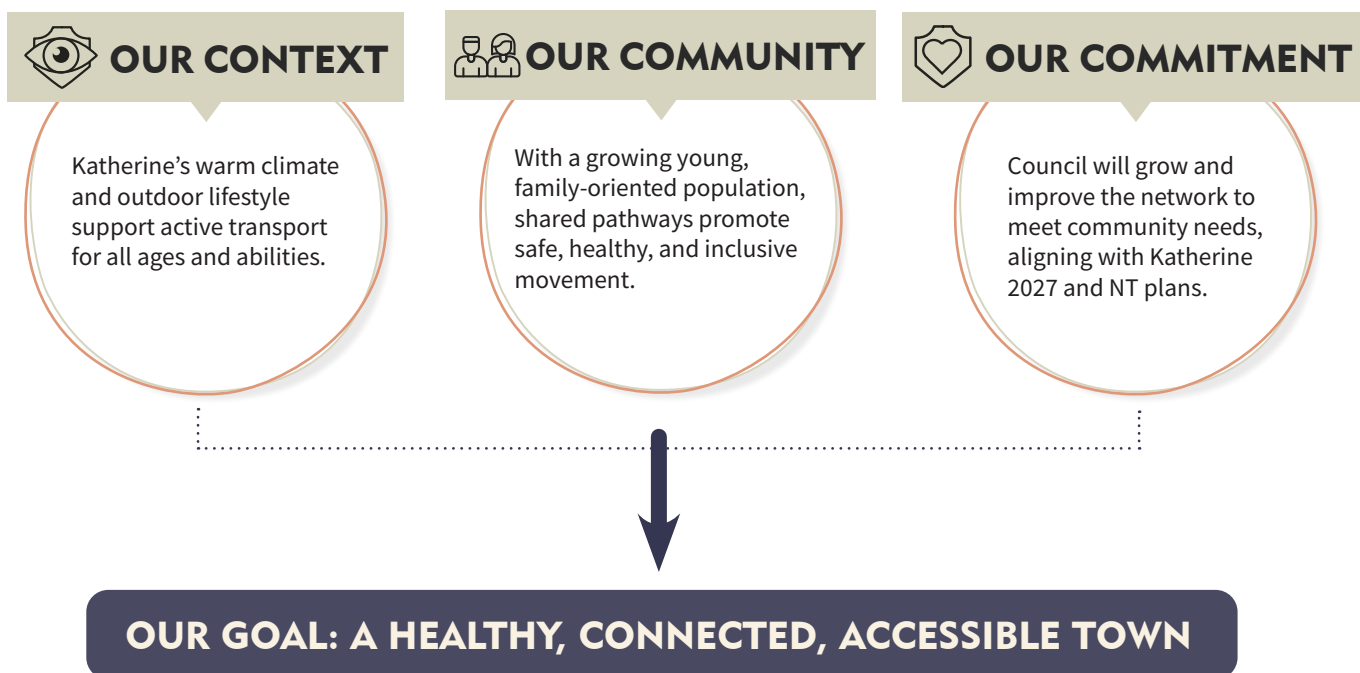 OUR CONTEXT
Katherine’s warm climate
and outdoor lifestyle
support active transport
for all ages and abilities.
OUR COMMUNITY
With a growing young,
family-oriented population,
shared pathways promote
safe, healthy, and inclusive
movement.
OUR COMMITMENT
Council will grow and
improve the network to
meet community needs,
aligning with Katherine
2027 and NT plans.
OUR GOAL: A HEALTHY, CONNECTED, ACCESSIBLE TOWN